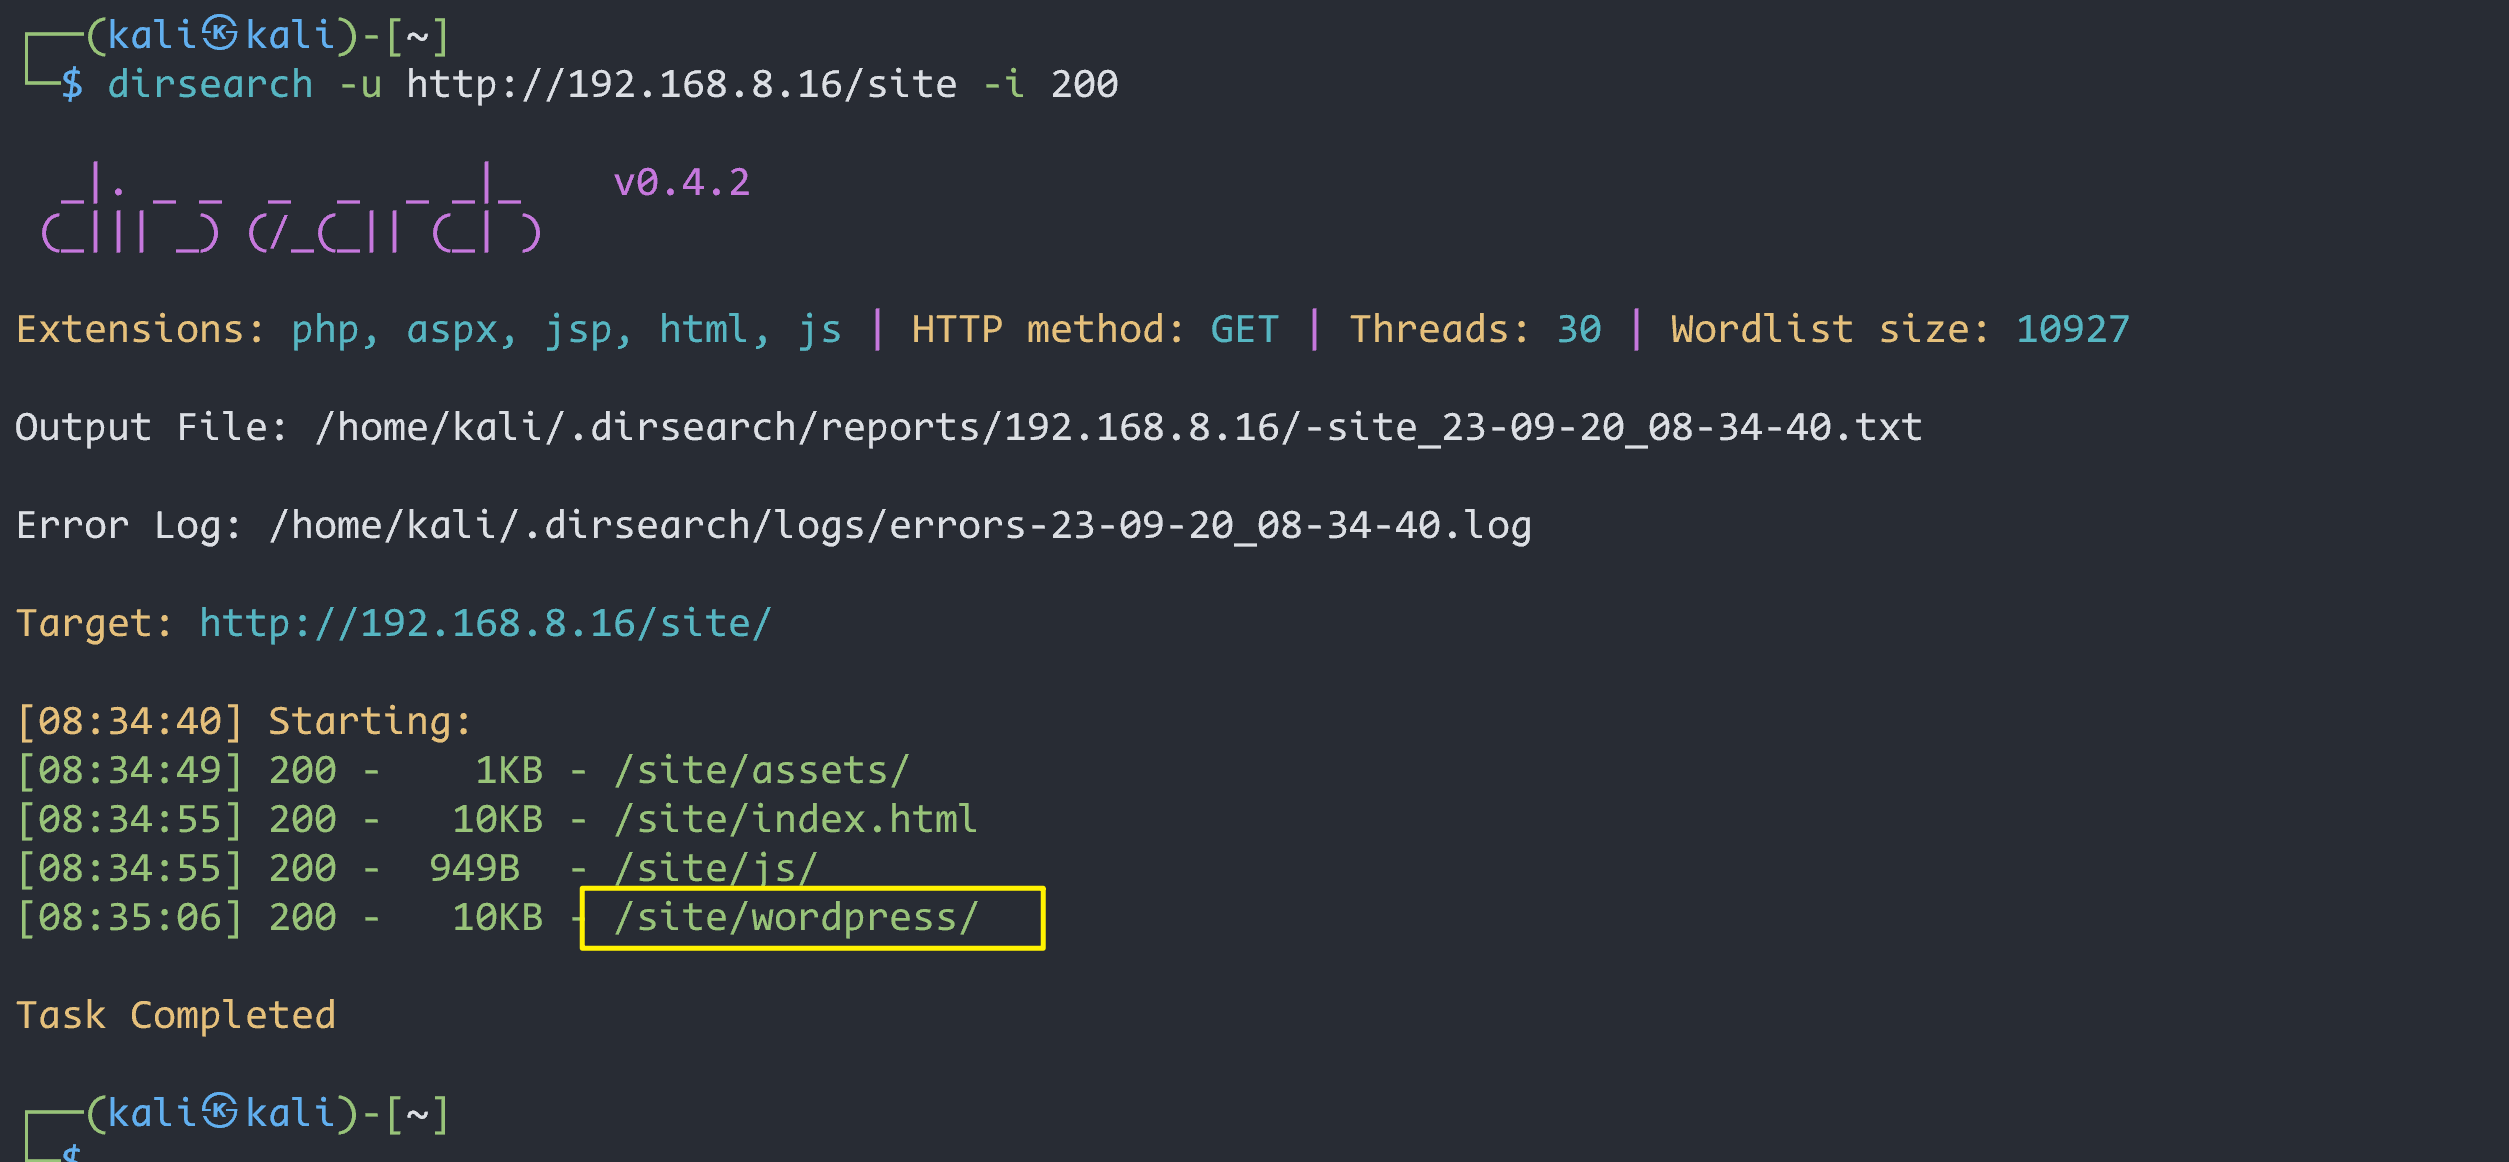 ┌──(kali㉿kali)-[~]
└─$ dirsearch -u http://192.168.8.16/site -i 200
  _|. _ _  _  _  _ _|_    v0.4.2
 (_||| _) (/_(_|| (_| )
Extensions: php, aspx, jsp, html, js | HTTP method: GET | Threads: 30 | Wordlist size: 10927
Output File: /home/kali/.dirsearch/reports/192.168.8.16/-site_23-09-20_08-34-40.txt
Error Log: /home/kali/.dirsearch/logs/errors-23-09-20_08-34-40.log
Target: http://192.168.8.16/site/
[08:34:40] Starting:
[08:34:49] 200 -    1KB - /site/assets/
[08:34:55] 200 -   10KB - /site/index.html
[08:34:55] 200 -  949B  - /site/js/
[08:35:06] 200 -   10KB - /site/wordpress/
Task Completed
┌──(kali㉿kali)-[~]
└─$